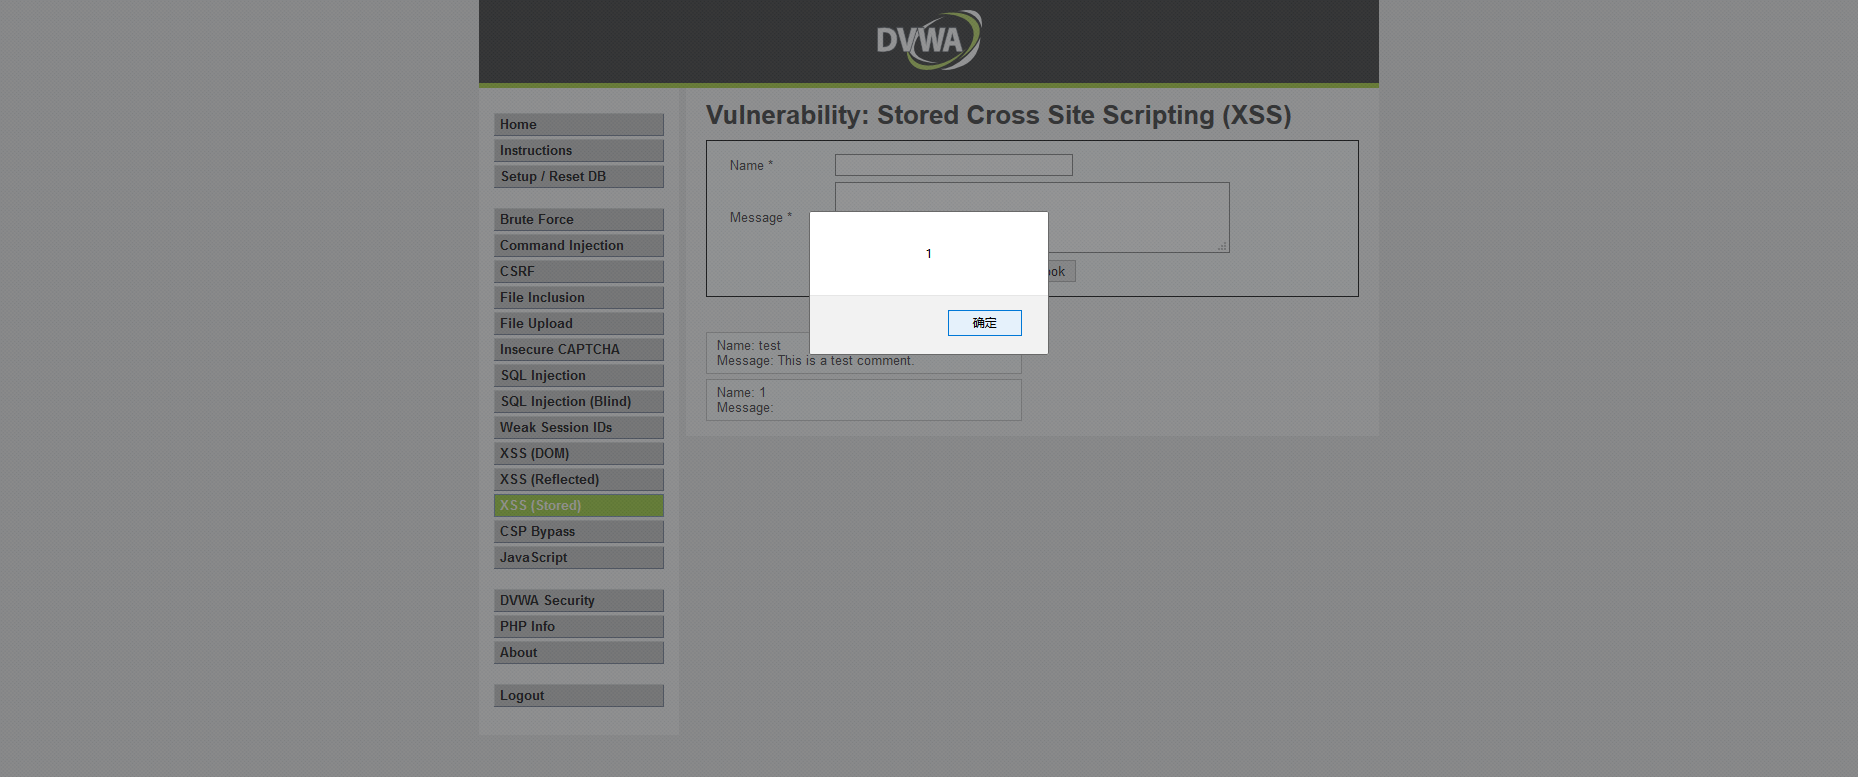 DVWA
Home
Instructions
Setup / Reset DB
Brute Force
Command Injection
CSRF
File Inclusion
File Upload
Insecure CAPTCHA
SQL Injection
SQL Injection (Blind)
Weak Session IDs
XSS (DOM)
XSS (Reflected)
XSS (Stored)
CSP Bypass
JavaScript
DVWA Security
PHP Info
About
Logout
Vulnerability: Stored Cross Site Scripting (XSS)
Name *
Message *
1
确定
Name: test
Message: This is a test comment.
Name: 1
Message: